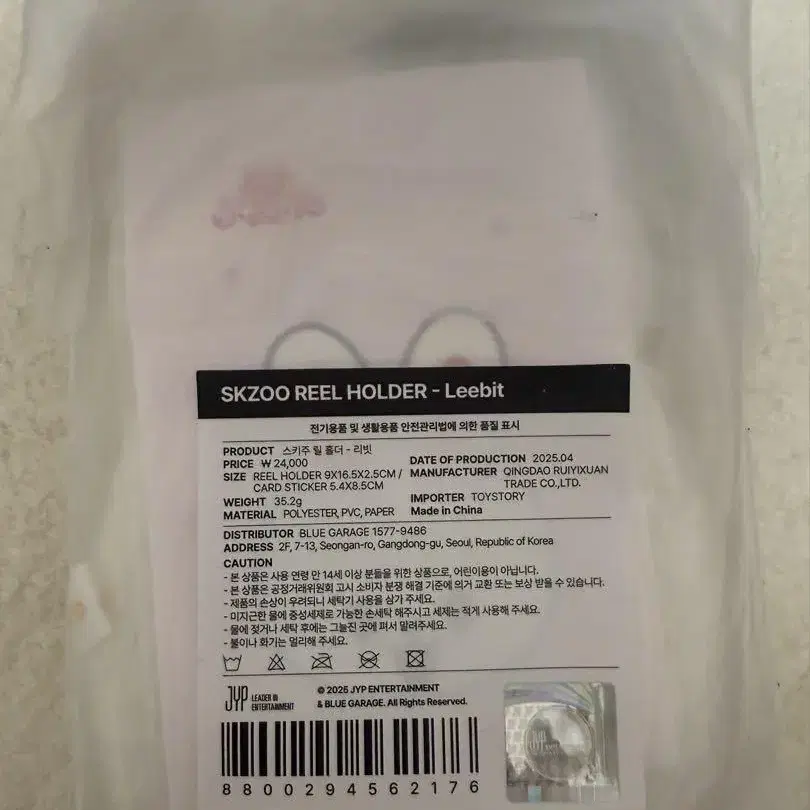 SKZOO REEL HOLDER - Leebit
전기용품 및 생활용품 안전관리법에 의한 품질 표시
PRODUCT 스키주 릴 홀더 - 리빗
PRICE ₩ 24,000
SIZE REEL HOLDER 9X16.5X2.5CM /
CARD STICKER 5.4X8.5CM
WEIGHT 35.2g
MATERIAL POLYESTER, PVC, PAPER
DATE OF PRODUCTION 2025.04
MANUFACTURER QINGDAO RUIYIXUAN
TRADE CO.,LTD.
IMPORTER TOYSTORY
Made in China
DISTRIBUTOR BLUE GARAGE 1577-9486
ADDRESS 2F, 7-13, Seongan-ro, Gangdong-gu, Seoul, Republic of Korea
CAUTION
- 본 상품은 사용 연령 만 14세 이상 분들을 위한 상품으로, 어린이용이 아닙니다.
- 본 상품은 공정거래위원회 고시 소비자 분쟁 해결 기준에 의거 교환 또는 보상 받을 수 있습니다.
- 제품의 손상이 우려되니 세탁기 사용을 삼가 주세요.
- 미지근한 물에 중성세제로 가능한 손세탁 해주시고 세제는 적게 사용해 주세요.
- 물에 젖거나 세탁 후에는 그늘진 곳에 펴서 말려주세요.
- 불이나 화기는 멀리해 주세요.
JYP LEADER IN
ENTERTAINMENT
© 2025 JYP ENTERTAINMENT
& BLUE GARAGE. All Rights Reserved.
JYP
8800294562176